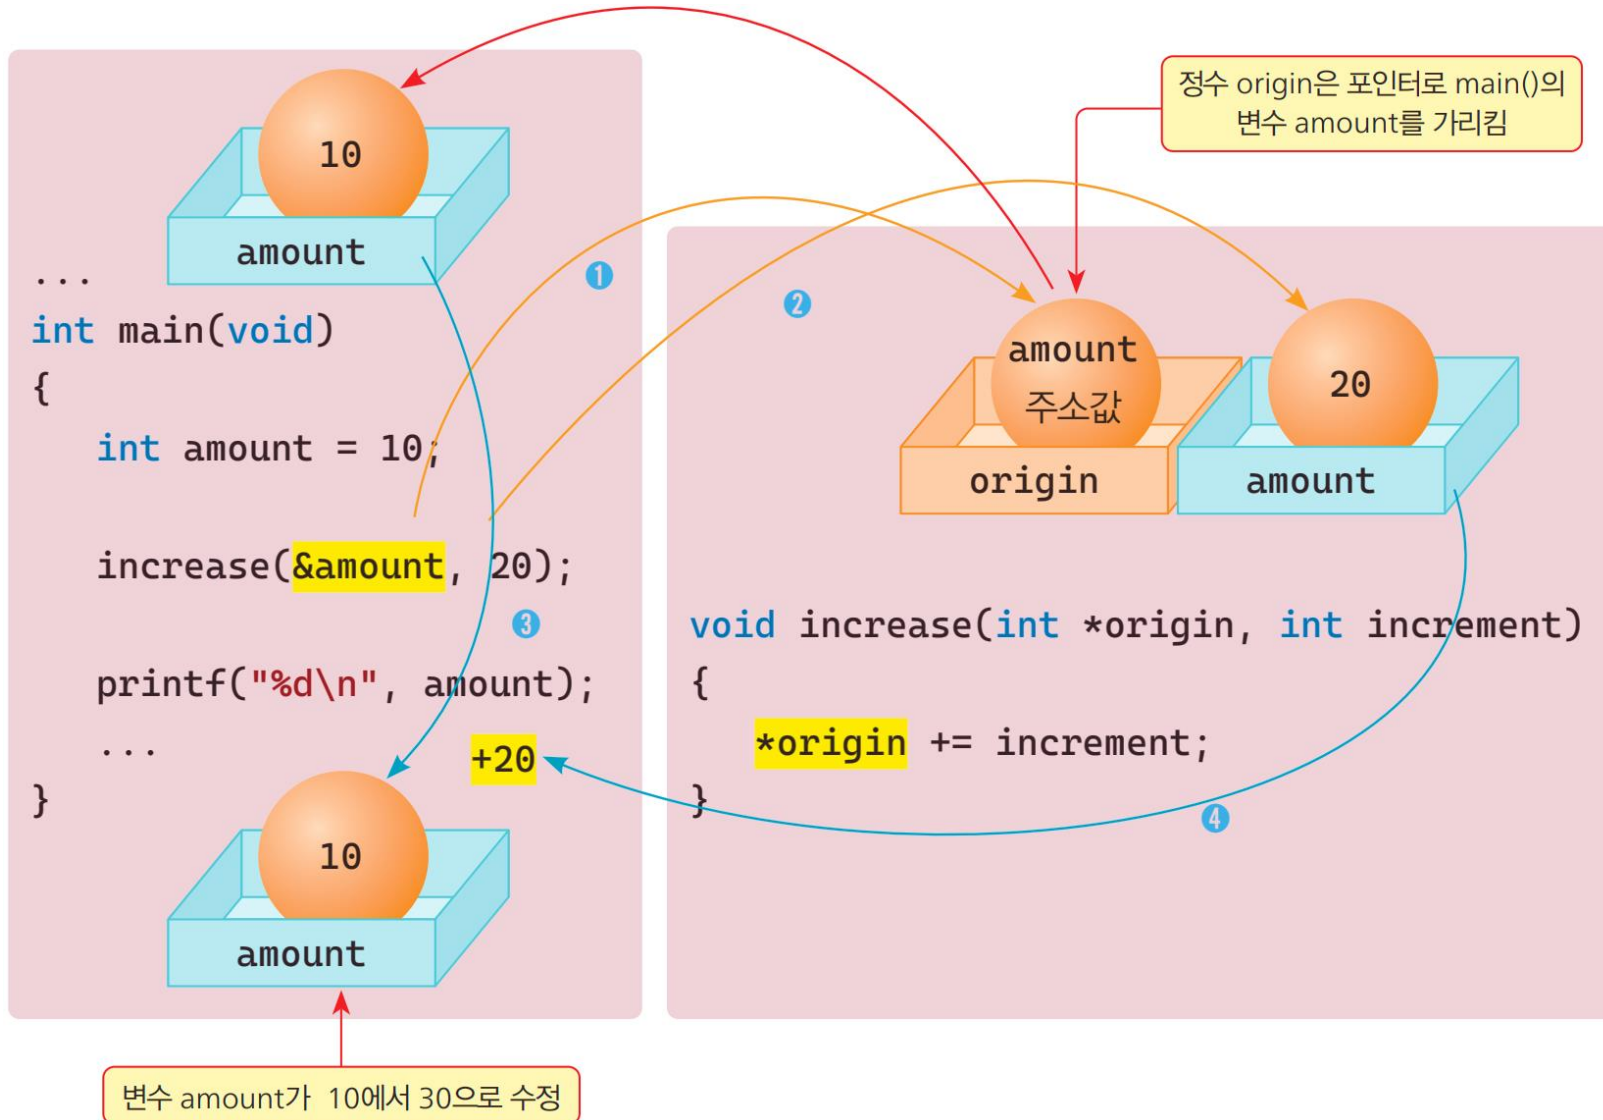 10
amount
...
int main(void)
{
int amount = 10;
increase(&amount, 20);
printf("%d\n", amount);
...
}
+20
10
amount
변수 amount가 10에서 30으로 수정
1
2
3
4
정수 origin은 포인터로 main()의
변수 amount를 가리킴
amount
주소값
origin
20
amount
void increase(int *origin, int increment)
{
*origin += increment;
}